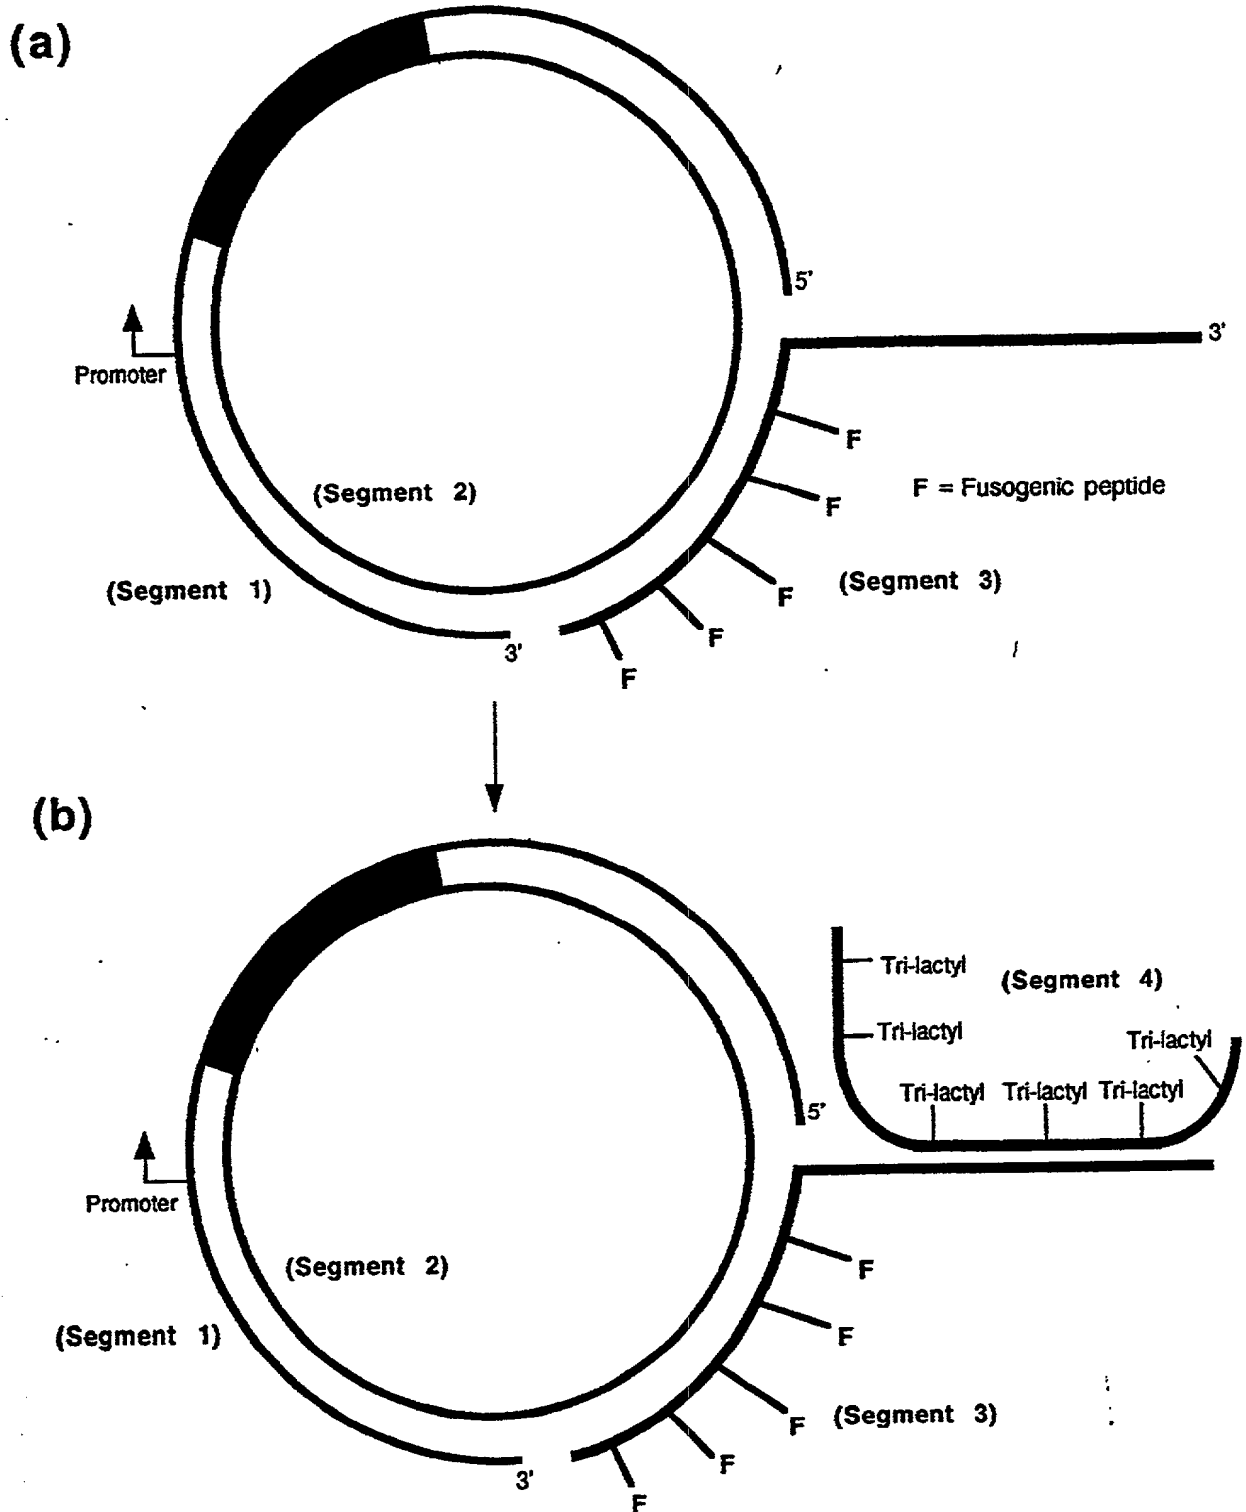 (a)
5'
3'
Promoter
F
(Segment 2)
F = Fusogenic peptide
F
(Segment 1)
(Segment 3)
F
F
3'
F
(b)
Tri-lactyl
(Segment 4)
Tri-lactyl
Tri-lactyl
Tri-lactyl Tri-lactyl Tri-lactyl
5'
Promoter
F
(Segment 2)
(Segment 1)
F
F
(Segment 3)
F
3'
F